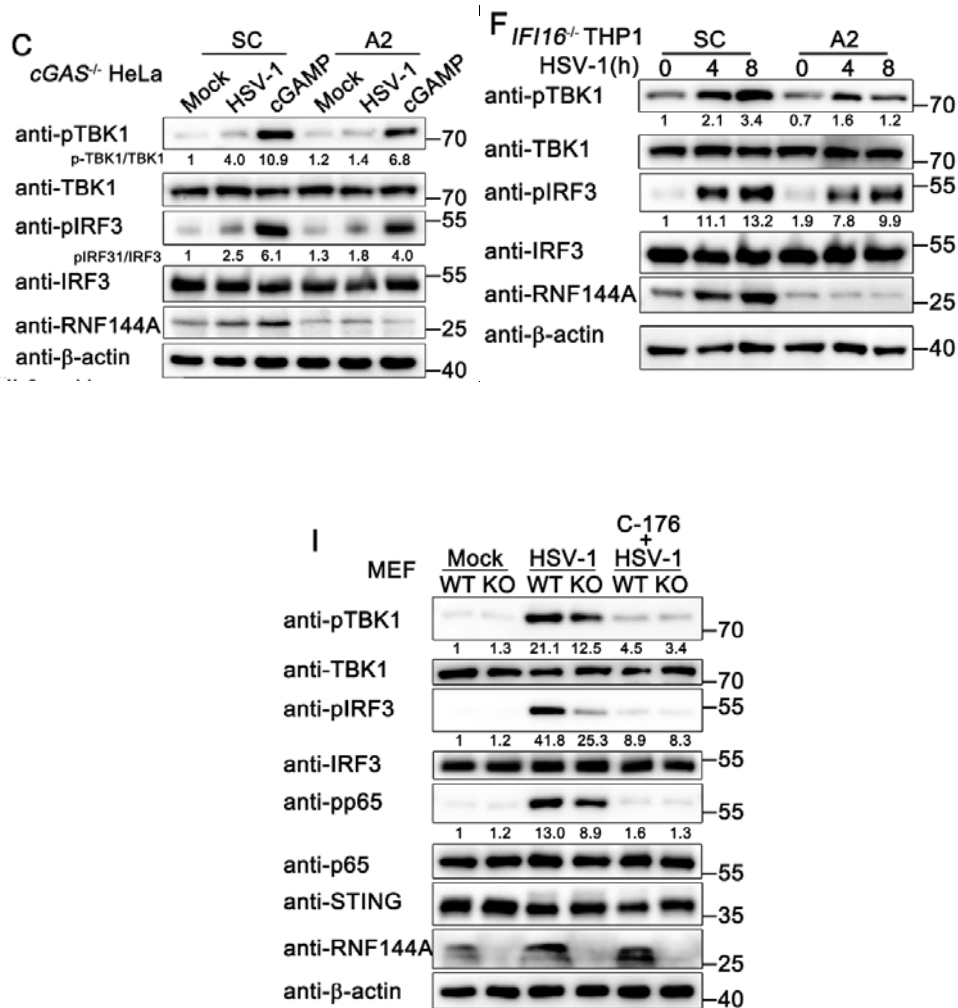 C
SC A2
cGAS-/- HeLa
Mock HSV-1 cGAMP Mock HSV-1 cGAMP
anti-pTBK1 70
p-TBK1/TBK1 1 4.0 10.9 1.2 1.4 6.8
anti-TBK1 70
anti-pIRF3 55
pIRF31/IRF3 1 2.5 6.1 1.3 1.8 4.0
anti-IRF3 55
anti-RNF144A 25
anti-β-actin 40
F IFI16-/- THP1 SC A2
HSV-1(h) 0 4 8 0 4 8
anti-pTBK1 70
1 2.1 3.4 0.7 1.6 1.2
anti-TBK1 70
anti-pIRF3 55
1 11.1 13.2 1.9 7.8 9.9
anti-IRF3 55
anti-RNF144A 25
anti-β-actin 40
I
C-176
+
Mock HSV-1 HSV-1
MEF WT KO WT KO WT KO
anti-pTBK1 70
1 1.3 21.1 12.5 4.5 3.4
anti-TBK1 70
anti-pIRF3 55
1 1.2 41.8 25.3 8.9 8.3
anti-IRF3 55
anti-pp65 55
1 1.2 13.0 8.9 1.6 1.3
anti-p65 55
anti-STING 35
anti-RNF144A 25
anti-β-actin 40